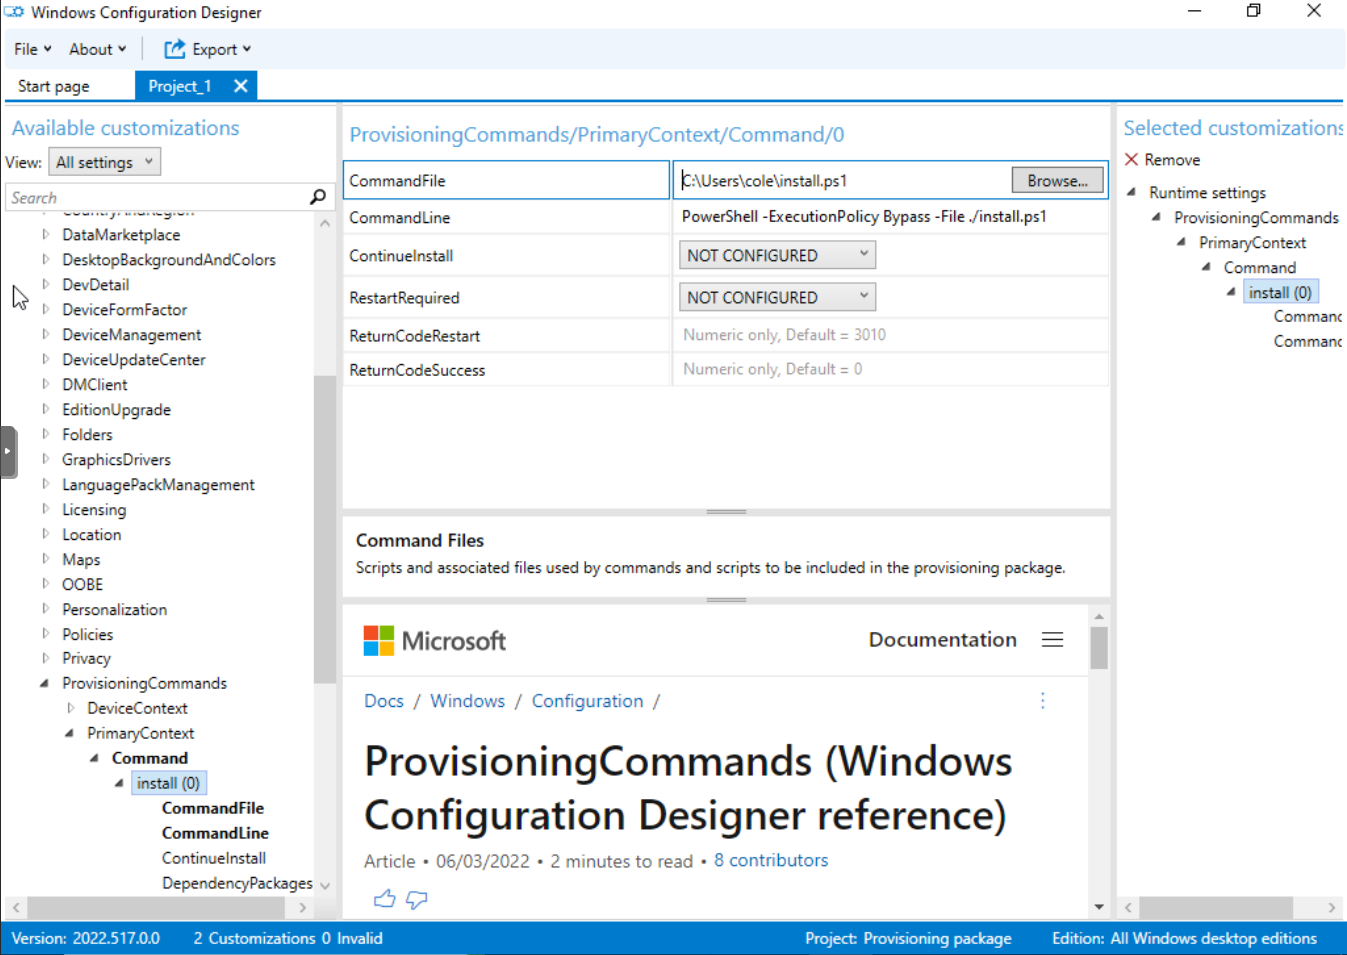 Windows Configuration Designer
File About Export
Start page Project_1
Available customizations
View: All settings
Search
CountryAndRegion
DataMarketplace
DesktopBackgroundAndColors
DevDetail
DeviceFormFactor
DeviceManagement
DeviceUpdateCenter
DMClient
EditionUpgrade
Folders
GraphicsDrivers
LanguagePackManagement
Licensing
Location
Maps
OOBE
Personalization
Policies
Privacy
ProvisioningCommands
DeviceContext
PrimaryContext
Command
install (0)
CommandFile
CommandLine
ContinueInstall
DependencyPackages
ProvisioningCommands/PrimaryContext/Command/0
CommandFile C:\Users\cole\install.ps1 Browse...
CommandLine PowerShell -ExecutionPolicy Bypass -File ./install.ps1
ContinueInstall NOT CONFIGURED
RestartRequired NOT CONFIGURED
ReturnCodeRestart Numeric only, Default = 3010
ReturnCodeSuccess Numeric only, Default = 0
Command Files
Scripts and associated files used by commands and scripts to be included in the provisioning package.
Microsoft Documentation
Docs / Windows / Configuration /
ProvisioningCommands (Windows
Configuration Designer reference)
Article • 06/03/2022 • 2 minutes to read • 8 contributors
Selected customizations
Remove
Runtime settings
ProvisioningCommands
PrimaryContext
Command
install (0)
Command
Command
Version: 2022.517.0.0 2 Customizations 0 Invalid Project: Provisioning package Edition: All Windows desktop editions